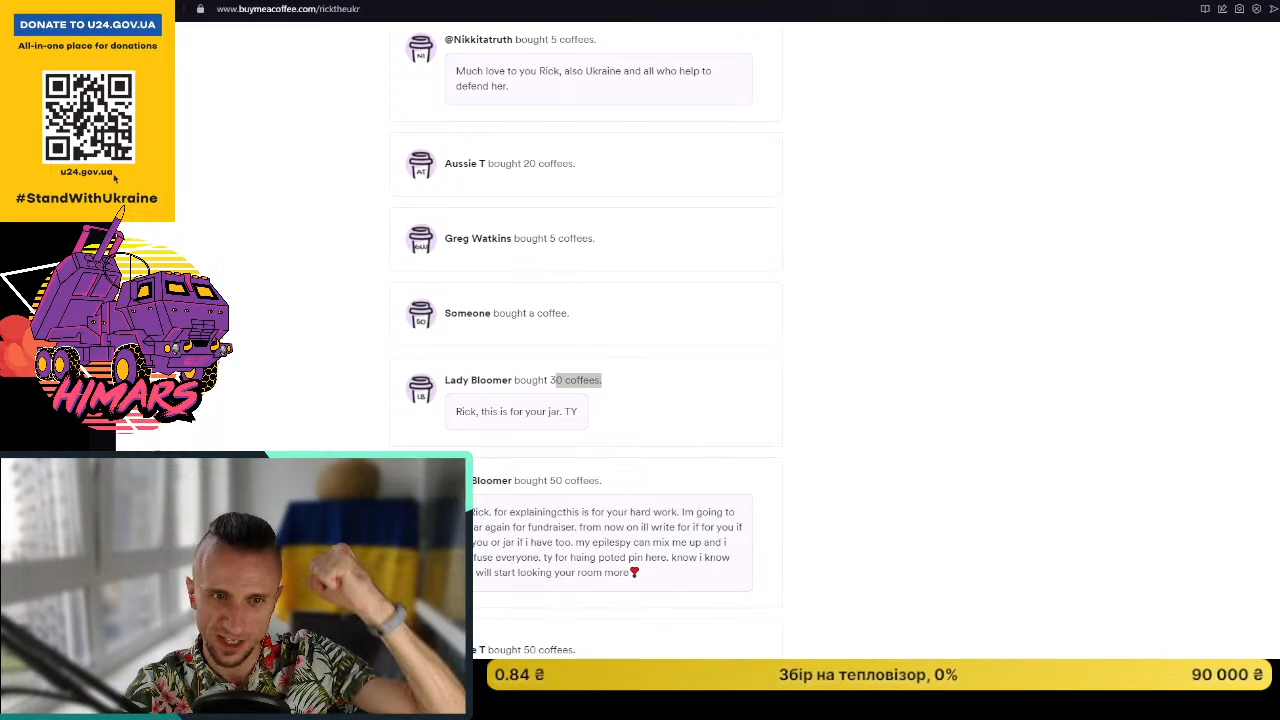 www.buymeacoffee.com/ricktheukr
DONATE TO U24.GOV.UA
All-in-one place for donations
u24.gov.ua
#StandWithUkraine
HIMARS
@Nikkitatruth bought 5 coffees.
NI
Much love to you Rick, also Ukraine and all who help to
defend her.
AT
Aussie T bought 20 coffees.
GW
Greg Watkins bought 5 coffees.
SO
Someone bought a coffee.
LB
Lady Bloomer bought 30 coffees.
Rick, this is for your jar. TY
Bloomer bought 50 coffees.
for explainingcthis is for your hard work. Im going to
again for fundraiser. from now on ill write for if for you if
you or jar if i have too. my epilespy can mix me up and i
everyone. ty for haing poted pin here. know i know
will start looking your room more
T bought 50 coffees.
0.84 ₴ Збір на тепловізор, 0% 90 000 ₴